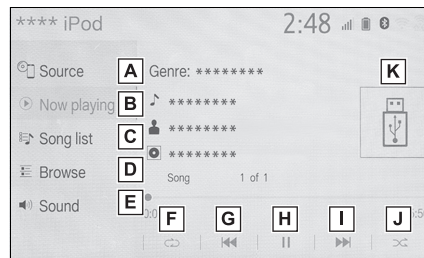 **** iPod 2:48
Source A Genre: ******** K
Now playing B ********
Song list C ********
Browse D ********
Song 1 of 1
Sound E
F G H I J